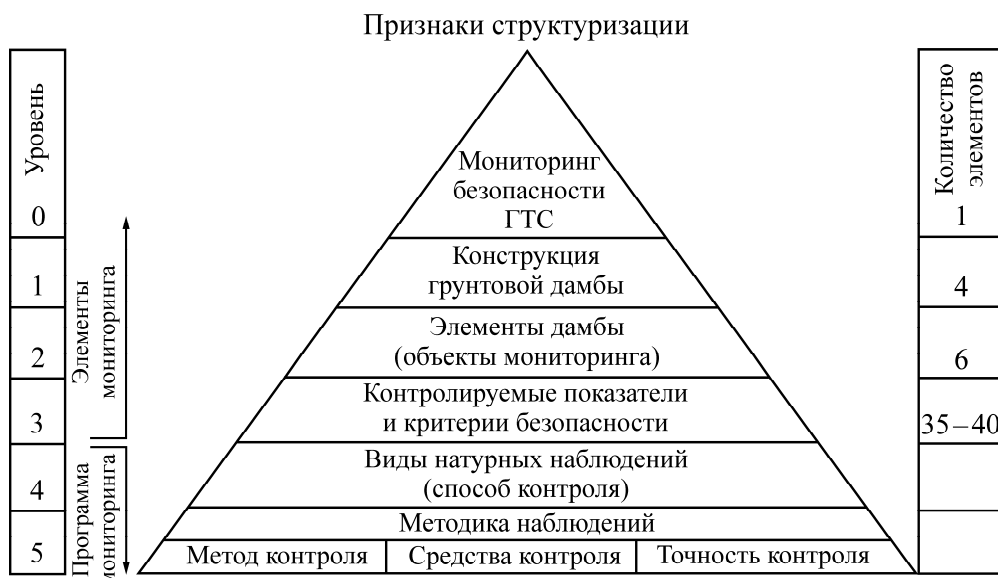 Признаки структуризации
Уровень
0
1
2
3
4
5
Элементы
мониторинга
Программа
мониторинга
Мониторинг
безопасности
ГТС
Конструкция
грунтовой дамбы
Элементы дамбы
(объекты мониторинга)
Контролируемые показатели
и критерии безопасности
Виды натурных наблюдений
(способ контроля)
Методика наблюдений
Метод контроля
Средства контроля
Точность контроля
Количество
элементов
1
4
6
35–40